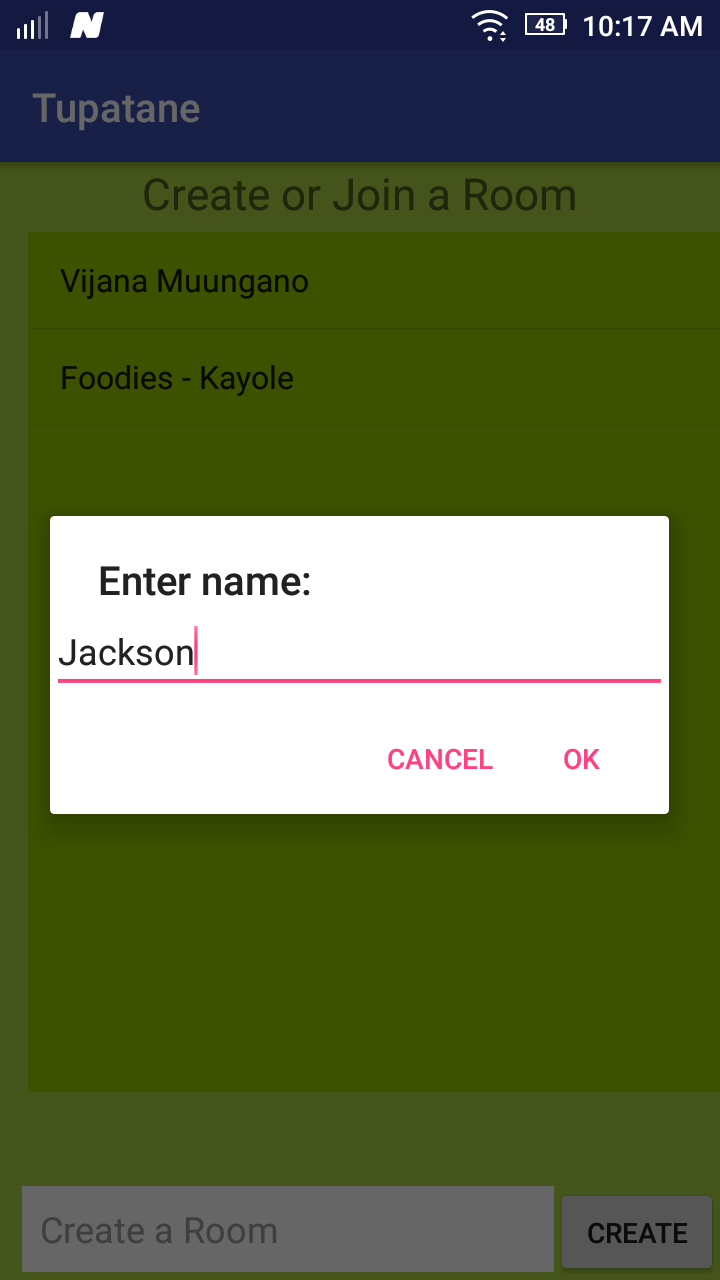 48 10:17 AM
Tupatane
Create or Join a Room
Vijana Muungano
Foodies - Kayole
Enter name:
Jackson
CANCEL OK
Create a Room CREATE